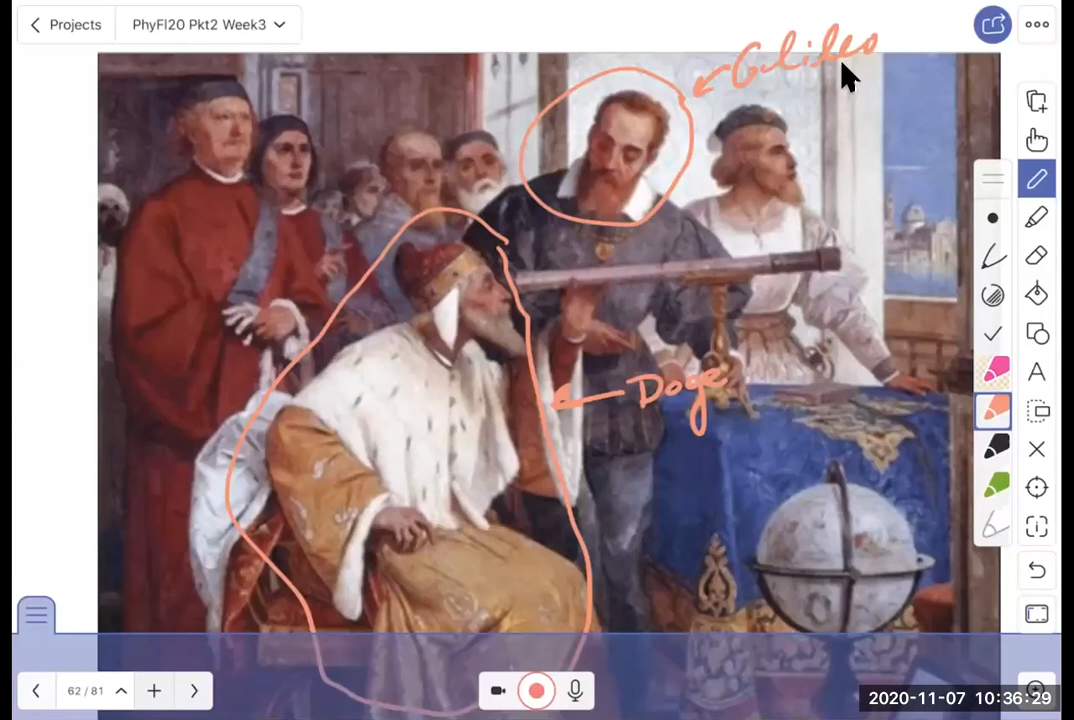 Projects
PhyFl20 Pkt2 Week3
Galileo
Doge
A
62 / 81
2020-11-07 10:36:29